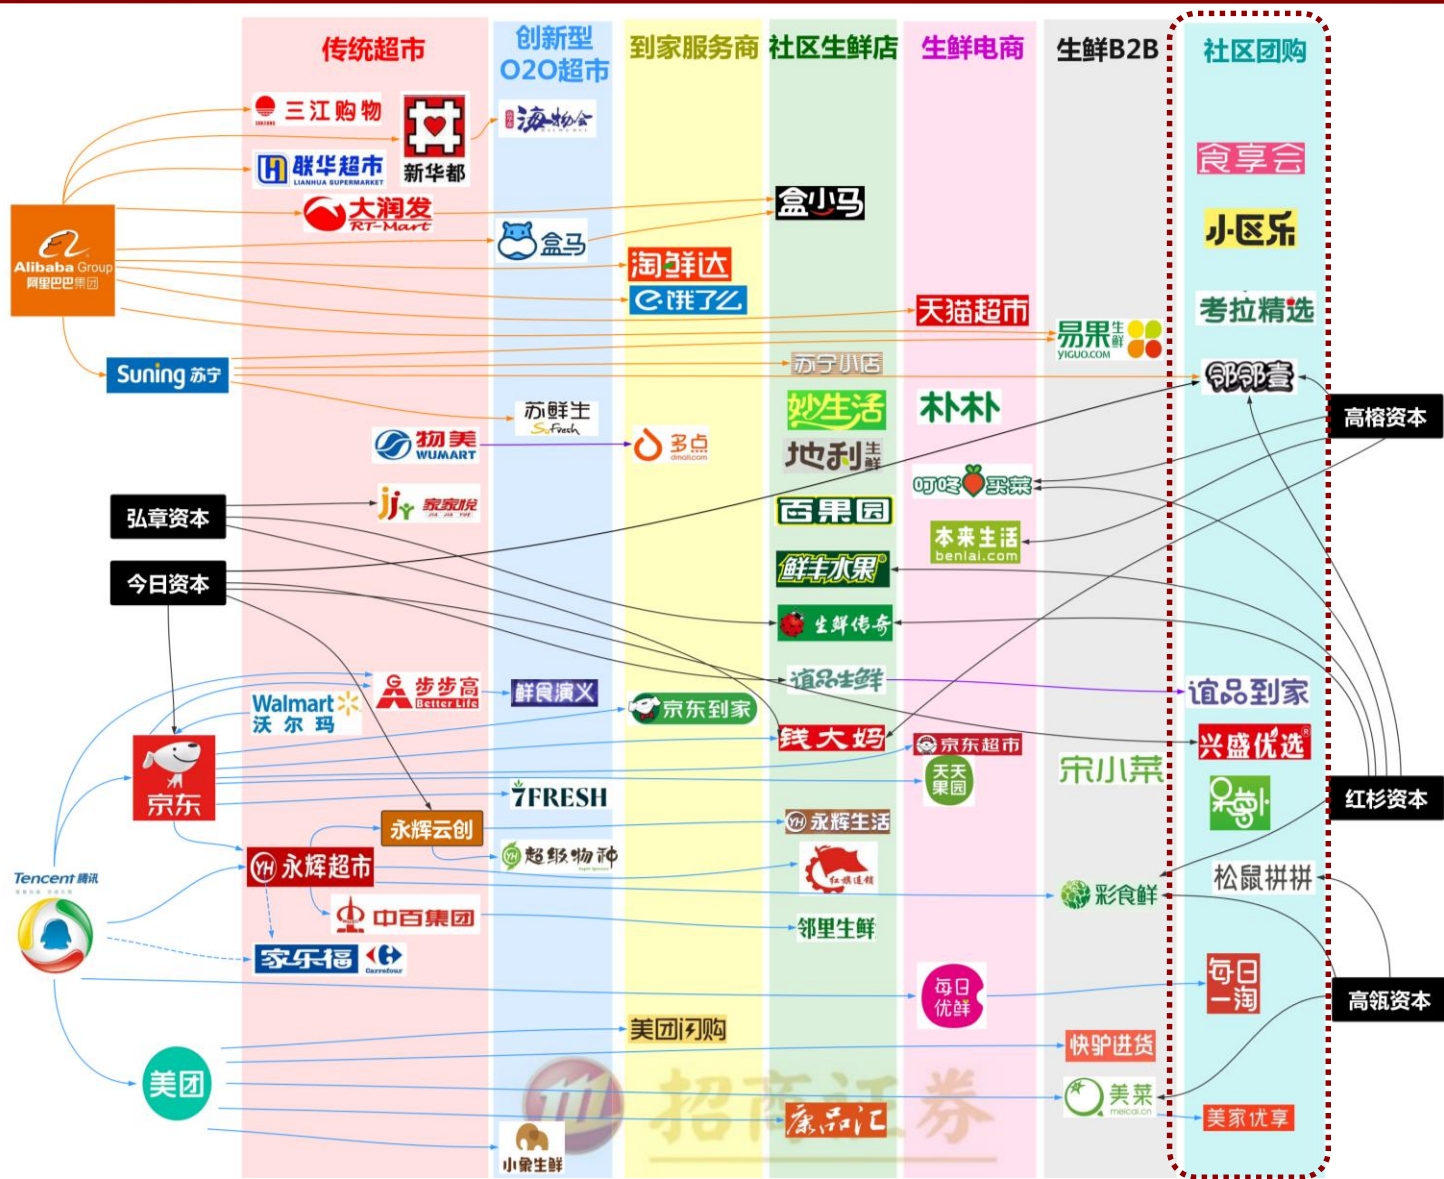 传统超市
创新型
O2O超市
到家服务商
社区生鲜店
生鲜电商
生鲜B2B
社区团购
三江购物
新华都
海物会
联华超市
LIANHUA SUPERMARKET
食享会
大润发
RT-Mart
盒小马
小区乐
Alibaba Group
阿里巴巴集团
盒马
淘鲜达
e饿了么
天猫超市
考拉精选
易果生鲜
YIGUO.COM
Suning 苏宁
苏宁小店
邻邻壹
苏鲜生
SuFresh
妙生活
朴朴
高榕资本
物美
WUMART
多点
dmall.com
地利生鲜
叮咚买菜
弘章资本
家家悦
JIA JIA YUE
百果园
本来生活
benlai.com
今日资本
鲜丰水果
生鲜传奇
步步高
Better Life
鲜食演义
谊品生鲜
谊品到家
Walmart
沃尔玛
京东到家
钱大妈
京东超市
兴盛优选
京东
7FRESH
天天
果园
宋小菜
呆萝卜
红杉资本
永辉云创
YH 永辉生活
YH 永辉超市
YH 超级物种
红旗连锁
彩食鲜
松鼠拼拼
Tencent 腾讯
中百集团
邻里生鲜
家乐福
Carrefour
每日
优鲜
每日
一淘
高瓴资本
美团闪购
快驴进货
美团
招商证券
美菜
meicai.cn
康品汇
美家优享
小象生鲜